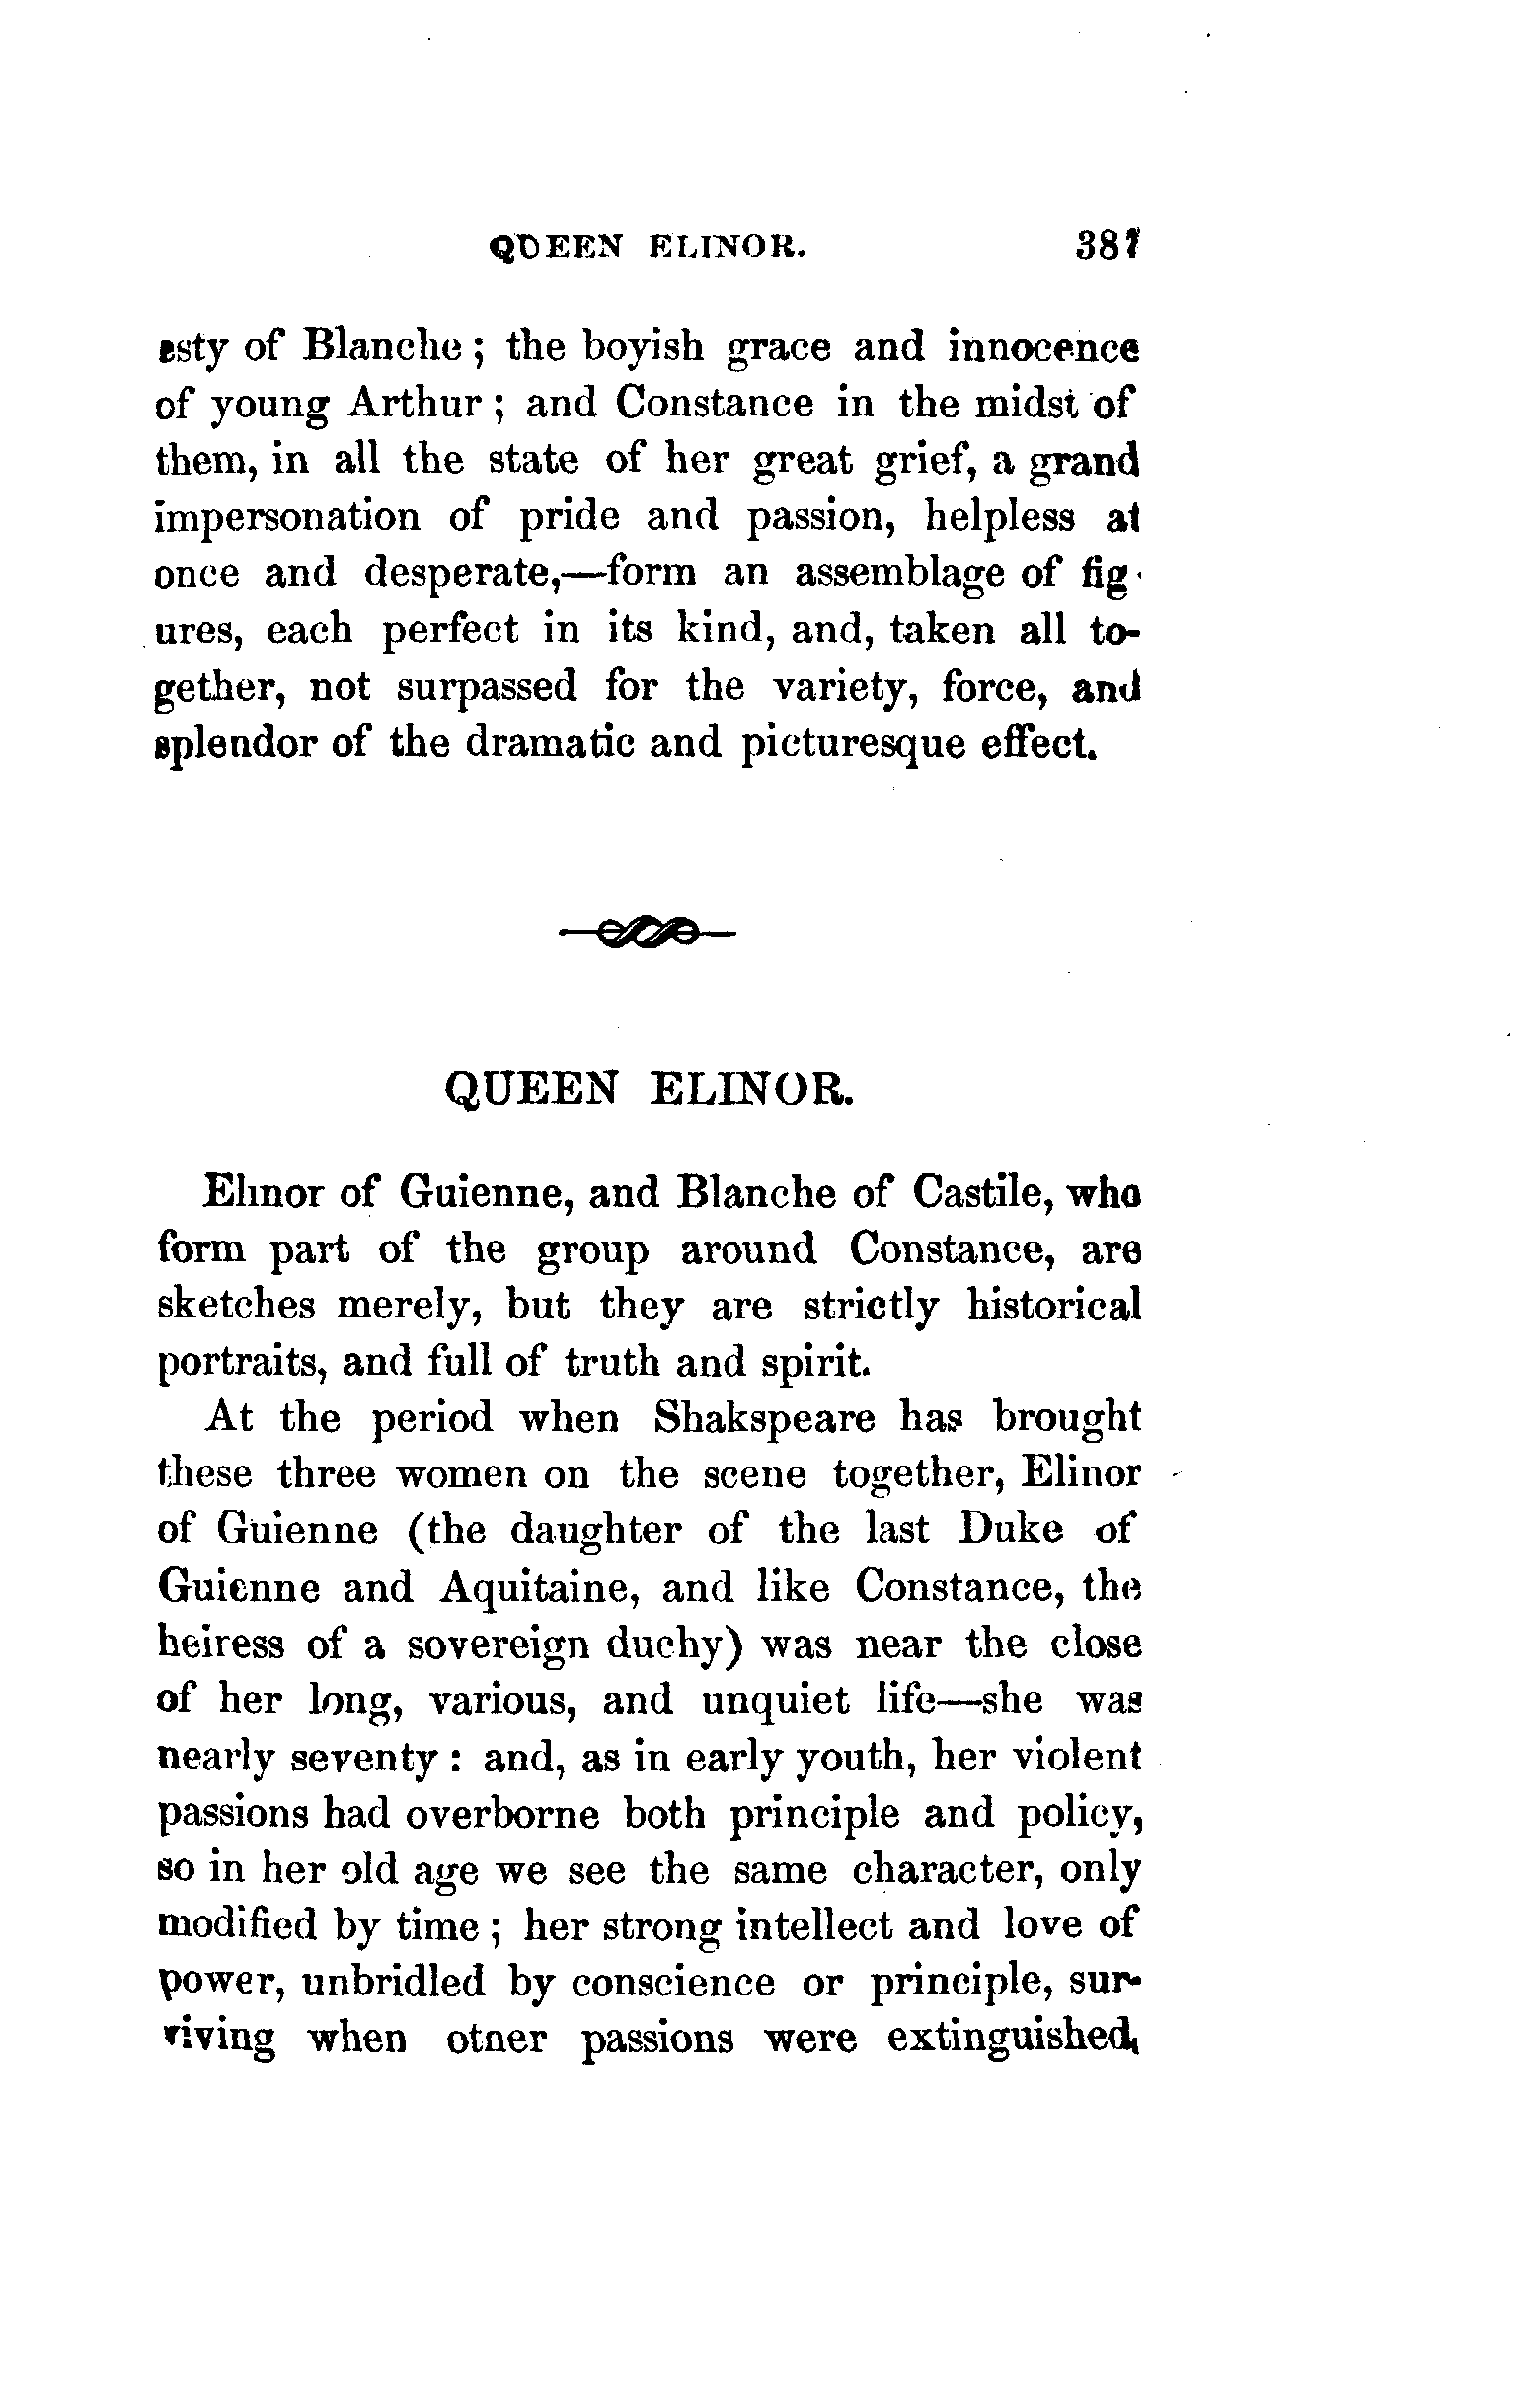 QUEEN ELINOR. 387
esty of Blanche; the boyish grace and innocence
of young Arthur; and Constance in the midst of
them, in all the state of her great grief, a grand
impersonation of pride and passion, helpless at
once and desperate,—form an assemblage of fig-
ures, each perfect in its kind, and, taken all to-
gether, not surpassed for the variety, force, and
splendor of the dramatic and picturesque effect.
QUEEN ELINOR.
Elinor of Guienne, and Blanche of Castile, who
form part of the group around Constance, are
sketches merely, but they are strictly historical
portraits, and full of truth and spirit.
At the period when Shakspeare has brought
these three women on the scene together, Elinor
of Guienne (the daughter of the last Duke of
Guienne and Aquitaine, and like Constance, the
heiress of a sovereign duchy) was near the close
of her long, various, and unquiet life—she was
nearly seventy: and, as in early youth, her violent
passions had overborne both principle and policy,
so in her old age we see the same character, only
modified by time; her strong intellect and love of
power, unbridled by conscience or principle, sur-
viving when other passions were extinguished,